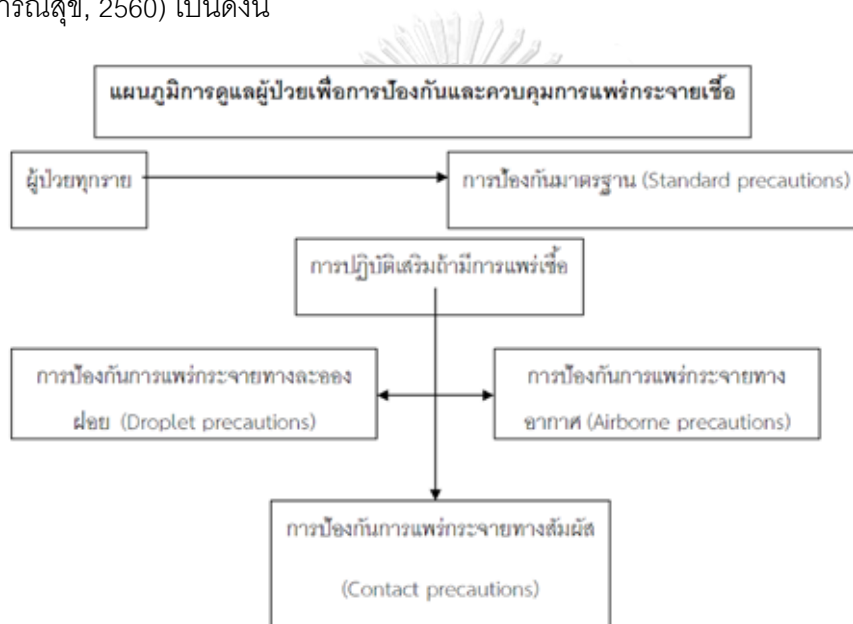 2560) เป็นดังนี้
แผนภูมิการดูแลผู้ป่วยเพื่อการป้องกันและควบคุมการแพร่กระจายเชื้อ
ผู้ป่วยทุกราย
การป้องกันมาตรฐาน (Standard precautions)
การปฏิบัติเสริมถ้ามีการแพร่เชื้อ
การป้องกันการแพร่กระจายทางละออง
ฝอย (Droplet precautions)
การป้องกันการแพร่กระจายทาง
อากาศ (Airborne precautions)
การป้องกันการแพร่กระจายทางสัมผัส
(Contact precautions)